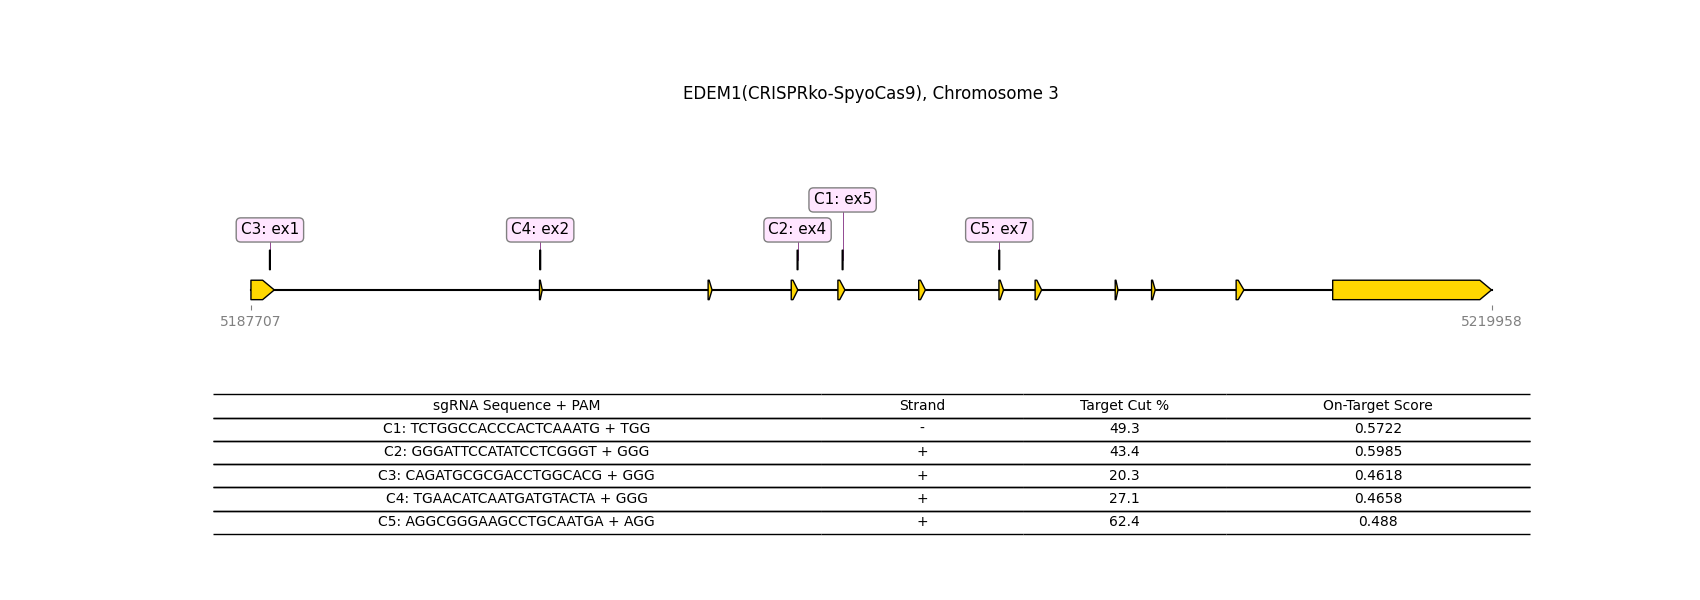 EDEM1(CRISPRko-SpyoCas9), Chromosome 3
C1: ex5
C3: ex1 C4: ex2 C2: ex4 C5: ex7
5187707 5219958
sgRNA Sequence + PAM Strand Target Cut % On-Target Score
C1: TCTGGCCACCCACTCAAATG + TGG - 49.3 0.5722
C2: GGGATTCCATATCCTCGGGT + GGG + 43.4 0.5985
C3: CAGATGCGCGACCTGGCACG + GGG + 20.3 0.4618
C4: TGAACATCAATGATGTACTA + GGG + 27.1 0.4658
C5: AGGCGGGAAGCCTGCAATGA + AGG + 62.4 0.488